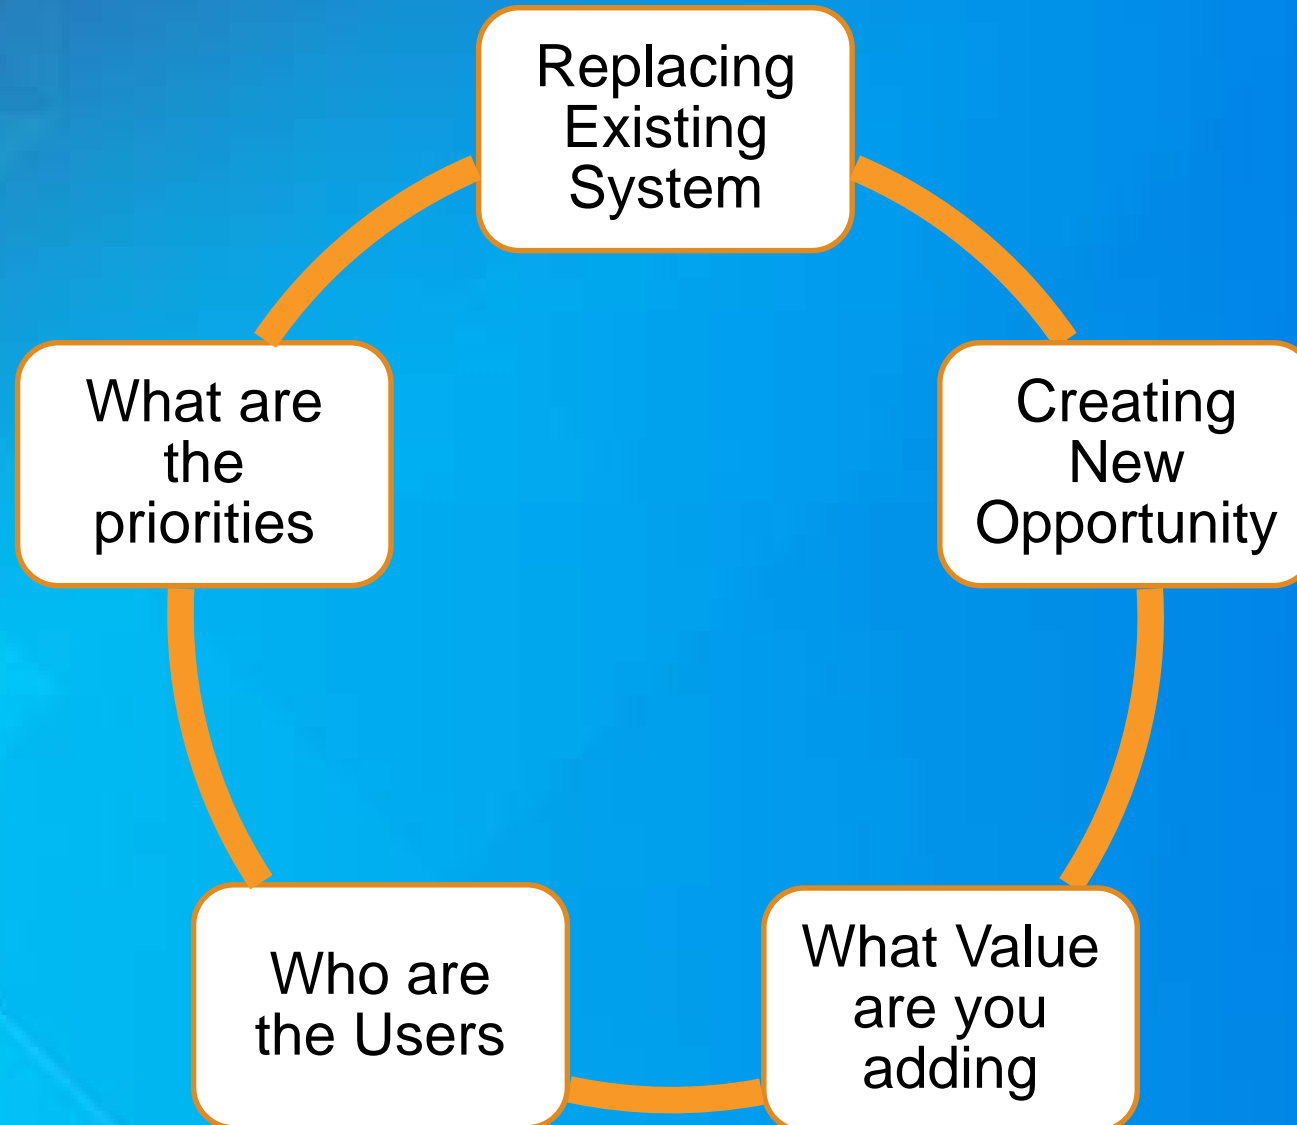 Replacing
Existing
System
Creating
New
Opportunity
What Value
are you
adding
Who are
the Users
What are
the
priorities